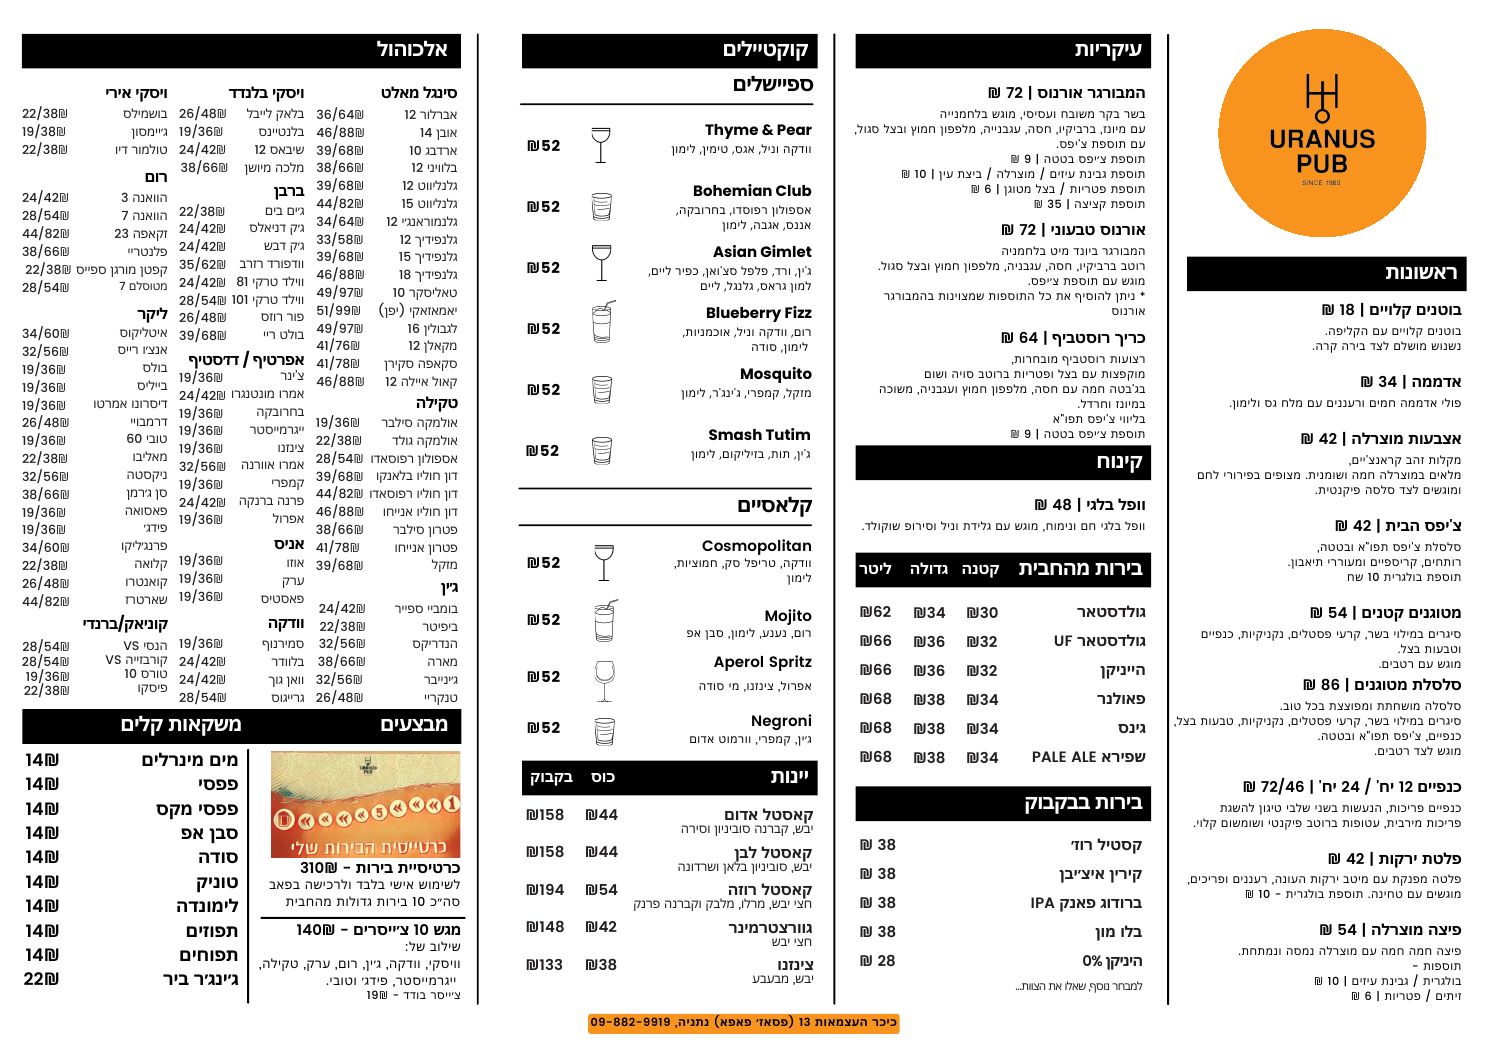 URANUS
PUB
SINCE 1980
ראשונות
בוטנים קלויים | 18 ₪
בוטנים קלויים עם הקליפה.
נשנוש מושלם לצד בירה קרה.
אדממה | 34 ₪
פולי אדממה חמים ורעננים עם מלח גס ולימון.
אצבעות מוצרלה | 42 ₪
מקלות זהב קראנצ'יים,
מלאים במוצרלה חמה ושומנית. מצופים בפירורי לחם
ומוגשים לצד סלסה פיקנטית.
צ'יפס הבית | 42 ₪
סלסלת צ'יפס תפו"א ובטטה,
רותחים, קריספיים ומעוררי תיאבון.
תוספת בולגרית 10 שח
מטוגנים קטנים | 54 ₪
סיגרים במילוי בשר, קרעי פסטלים, נקניקיות, כנפיים
וטבעות בצל.
מוגש עם רטבים.
סלסלת מטוגנים | 86 ₪
סלסלה מושחתת ומפוצצת בכל טוב.
סיגרים במילוי בשר, קרעי פסטלים, נקניקיות, טבעות בצל,
כנפיים, צ'יפס תפו"א ובטטה.
מוגש לצד רטבים.
כנפיים 12 יח' / 24 יח' | 72/46 ₪
כנפיים פריכות, הנעשות בשני שלבי טיגון להשגת
פריכות מירבית, עטופות ברוטב פיקנטי ושומשום קלוי.
פלטת ירקות | 42 ₪
פלטה מפנקת עם מיטב ירקות העונה, רעננים ופריכים,
מוגשים עם טחינה. תוספת בולגרית - 10 ₪
פיצה מוצרלה | 54 ₪
פיצה חמה חמה עם מוצרלה נמסה ונמתחת.
תוספות -
בולגרית / גבינת עיזים | 10 ₪
זיתים / פטריות | 6 ₪
עיקריות
המבורגר אורנוס | 72 ₪
בשר בקר משובח ועסיסי, מוגש בלחמנייה
עם מיונז, ברביקיו, חסה, עגבנייה, מלפפון חמוץ ובצל סגול,
עם תוספת צ'יפס.
תוספת צ׳יפס בטטה | 9 ₪
תוספת גבינת עיזים / מוצרלה / ביצת עין | 10 ₪
תוספת פטריות / בצל מטוגן | 6 ₪
תוספת קציצה | 35 ₪
אורנוס טבעוני | 72 ₪
המבורגר ביונד מיט בלחמניה
רוטב ברביקיו, חסה, עגבניה, מלפפון חמוץ ובצל סגול.
מוגש עם תוספת צ'יפס.
* ניתן להוסיף את כל התוספות שמצוינות בהמבורגר
אורנוס
כריך רוסטביף | 64 ₪
רצועות רוסטביף מובחרות,
מוקפצות עם בצל ופטריות ברוטב סויה ושום
בג'בטה חמה עם חסה, מלפפון חמוץ ועגבניה, משוכה
במיונז וחרדל.
בליווי צ'יפס תפו"א
תוספת צ׳יפס בטטה | 9 ₪
קינוח
וופל בלגי | 48 ₪
וופל בלגי חם ונימוח, מוגש עם גלידת וניל וסירופ שוקולד.
בירות מהחבית קטנה גדולה ליטר
גולדסטאר ₪30 ₪34 ₪62
גולדסטאר UF ₪32 ₪36 ₪66
הייניקן ₪32 ₪36 ₪66
פאולנר ₪34 ₪38 ₪68
גינס ₪34 ₪38 ₪68
שפירא PALE ALE ₪34 ₪38 ₪68
בירות בבקבוק
קסטיל רוז׳ 38 ₪
קירין איצ׳יבן 38 ₪
ברודוג פאנק IPA 38 ₪
בלו מון 38 ₪
היניקן 0% 28 ₪
למבחר נוסף, שאלו את הצוות...
קוקטיילים
ספיישלים
Thyme & Pear ₪52
וודקה וניל, אגס, טימין, לימון
Bohemian Club ₪52
אספולון רפוסדו, בחרובקה,
אננס, אגבה, לימון
Asian Gimlet ₪52
ג'ין, ורד, פלפל סצ'ואן, כפיר ליים,
למון גראס, גלנגל, ליים
Blueberry Fizz ₪52
רום, וודקה וניל, אוכמניות,
לימון, סודה
Mosquito ₪52
מזקל, קמפרי, ג'ינג'ר, לימון
Smash Tutim ₪52
ג'ין, תות, בזיליקום, לימון
קלאסיים
Cosmopolitan ₪52
וודקה, טריפל סק, חמוציות,
לימון
Mojito ₪52
רום, נענע, לימון, סבן אפ
Aperol Spritz ₪52
אפרול, צינזנו, מי סודה
Negroni ₪52
ג׳ין, קמפרי, וורמוט אדום
יינות כוס בקבוק
קאסטל אדום ₪44 ₪158
יבש, קברנה סוביניון וסירה
קאסטל לבן ₪44 ₪158
יבש, סוביניון בלאן ושרדונה
קאסטל רוזה ₪54 ₪194
חצי יבש, מרלו, מלבק וקברנה פרנק
גוורצטרמינר ₪42 ₪148
חצי יבש
צינזנו ₪38 ₪133
יבש, מבעבע
אלכוהול
סינגל מאלט
אברלור 12 36/64₪
אובן 14 46/88₪
ארדבג 10 39/68₪
בלוויני 12 38/66₪
גלנליווט 12 39/68₪
גלנליווט 15 44/82₪
גלנמוראנג׳י 12 34/64₪
גלנפידיך 12 33/58₪
גלנפידיך 15 39/68₪
גלנפידיך 18 46/88₪
טאליסקר 10 49/97₪
יאמאזאקי (יפן) 51/99₪
לגבולין 16 49/97₪
מקאלן 12 41/76₪
סקאפה סקירן 41/78₪
קאול איילה 12 46/88₪
טקילה
אולמקה סילבר 19/36₪
אולמקה גולד 22/38₪
אספולון רפוסאדו 28/54₪
דון חוליו בלאנקו 39/68₪
דון חוליו רפוסאדו 44/82₪
דון חוליו אנייחו 46/88₪
פטרון סילבר 38/66₪
פטרון אנייחו 41/78₪
מזקל 39/68₪
ג׳ין
בומביי ספייר 24/42₪
ביפיטר 22/38₪
הנדריקס 32/56₪
מארה 38/66₪
ג׳ינייבר 32/56₪
טנקריי 26/48₪
ויסקי בלנדד
בלאק לייבל 26/48₪
בלנטיינס 19/36₪
שיבאס 12 24/42₪
מלכה מיושן 38/66₪
ברבן
ג׳ים בים 22/38₪
ג׳ק דניאלס 24/42₪
ג׳ק דבש 24/42₪
וודפורד רזרב 35/62₪
ווילד טרקי 81 24/42₪
ווילד טרקי 101 28/54₪
פור רוזס 26/48₪
בולט ריי 39/68₪
אפרטיף / דז׳סטיף
צ'ינר 19/36₪
אמרו מונטנגרו 24/42₪
בחרובקה 19/36₪
ייגרמייסטר 19/36₪
צינזנו 19/36₪
אמרו אוורנה 32/56₪
קמפרי 19/36₪
פרנה ברנקה 24/42₪
אפרול 19/36₪
אניס
אוזו 19/36₪
ערק 19/36₪
פאסטיס 19/36₪
וודקה
סמירנוף 19/36₪
בלוודר 24/42₪
וואן גוך 24/42₪
גרייגוס 28/54₪
ויסקי אירי
בושמילס 22/38₪
ג׳יימסון 19/38₪
טולמור דיו 22/38₪
רום
הוואנה 3 24/42₪
הוואנה 7 28/54₪
זקאפה 23 44/82₪
פלנטריי 38/66₪
קפטן מורגן ספייס 22/38₪
מטוסלם 7 28/54₪
ליקר
איטליקוס 34/60₪
אנצ׳ו רייס 32/56₪
בולס 19/36₪
בייליס 19/36₪
דיסרונו אמרטו 19/36₪
דרמבויי 26/48₪
טובי 60 19/36₪
מאליבו 22/38₪
ניקסטה 32/56₪
סן ג׳רמן 38/66₪
פאסואה 19/36₪
פידג׳ 19/36₪
פרנג׳ליקו 34/60₪
קלואה 22/38₪
קואנטרו 26/48₪
שארטרז 44/82₪
קוניאק/ברנדי
הנסי VS 28/54₪
קורבזייה VS 28/54₪
טורס 10 19/36₪
פיסקו 22/38₪
מבצעים
URANUS
PUB
1 5
כרטייסית הבירות שלי
כרטיסיית בירות - 310₪
לשימוש אישי בלבד ולרכישה בפאב
סה״כ 10 בירות גדולות מהחבית
מגש 10 צ׳ייסרים - 140₪
שילוב של:
וויסקי, וודקה, ג׳ין, רום, ערק, טקילה,
ייגרמייסטר, פידג׳ וטובי.
צ׳ייסר בודד - 19₪
משקאות קלים
מים מינרלים 14₪
פפסי 14₪
פפסי מקס 14₪
סבן אפ 14₪
סודה 14₪
טוניק 14₪
לימונדה 14₪
תפוזים 14₪
תפוחים 14₪
ג׳ינג׳ר ביר 22₪
כיכר העצמאות 13 (פסאז׳ פאפא) נתניה, 09-882-9919